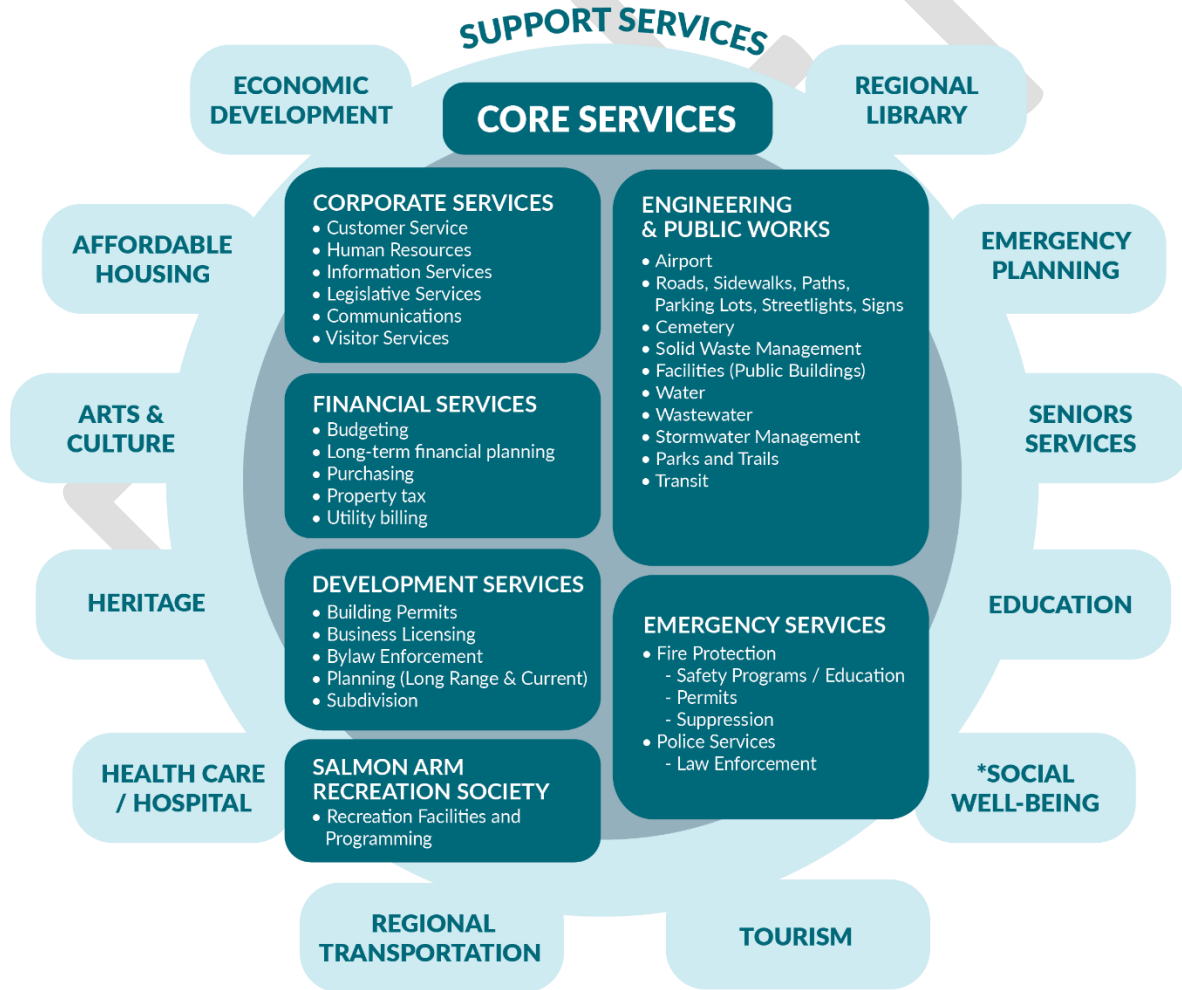 SUPPORT SERVICES
ECONOMIC
DEVELOPMENT
REGIONAL
LIBRARY
CORE SERVICES
AFFORDABLE
HOUSING
ARTS &
CULTURE
HERITAGE
HEALTH CARE
/ HOSPITAL
CORPORATE SERVICES
• Customer Service
• Human Resources
• Information Services
• Legislative Services
• Communications
• Visitor Services
FINANCIAL SERVICES
• Budgeting
• Long-term financial planning
• Purchasing
• Property tax
• Utility billing
DEVELOPMENT SERVICES
• Building Permits
• Business Licensing
• Bylaw Enforcement
• Planning (Long Range & Current)
• Subdivision
SALMON ARM
RECREATION SOCIETY
• Recreation Facilities and
Programming
ENGINEERING
& PUBLIC WORKS
• Airport
• Roads, Sidewalks, Paths,
Parking Lots, Streetlights, Signs
• Cemetery
• Solid Waste Management
• Facilities (Public Buildings)
• Water
• Wastewater
• Stormwater Management
• Parks and Trails
• Transit
EMERGENCY SERVICES
• Fire Protection
- Safety Programs / Education
- Permits
- Suppression
• Police Services
- Law Enforcement
EMERGENCY
PLANNING
SENIORS
SERVICES
EDUCATION
*SOCIAL
WELL-BEING
REGIONAL
TRANSPORTATION
TOURISM